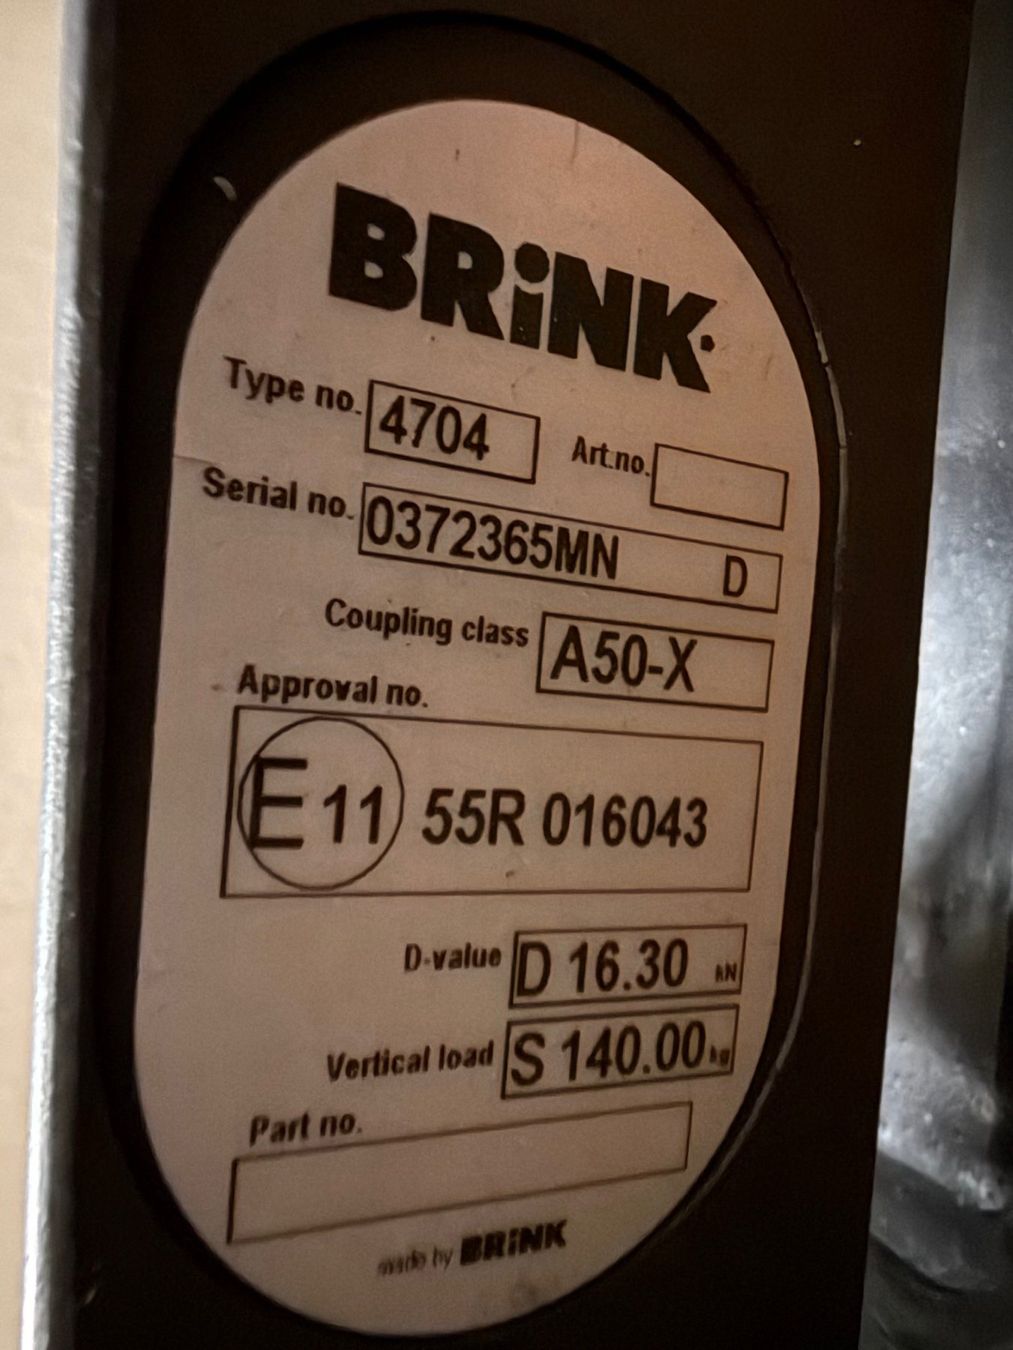 BRiNK
Type no. 4704 Art.no.
Serial no. 0372365MN D
Coupling class A50-X
Approval no.
E 11 55R 016043
D-value D 16.30 kN
Vertical load S 140.00 kg
Part no.
made by BRiNK